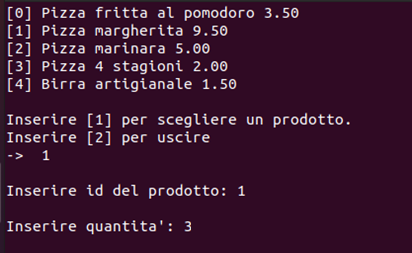 [0] Pizza fritta al pomodoro 3.50
[1] Pizza margherita 9.50
[2] Pizza marinara 5.00
[3] Pizza 4 stagioni 2.00
[4] Birra artigianale 1.50
Inserire [1] per scegliere un prodotto.
Inserire [2] per uscire
-> 1
Inserire id del prodotto: 1
Inserire quantita': 3